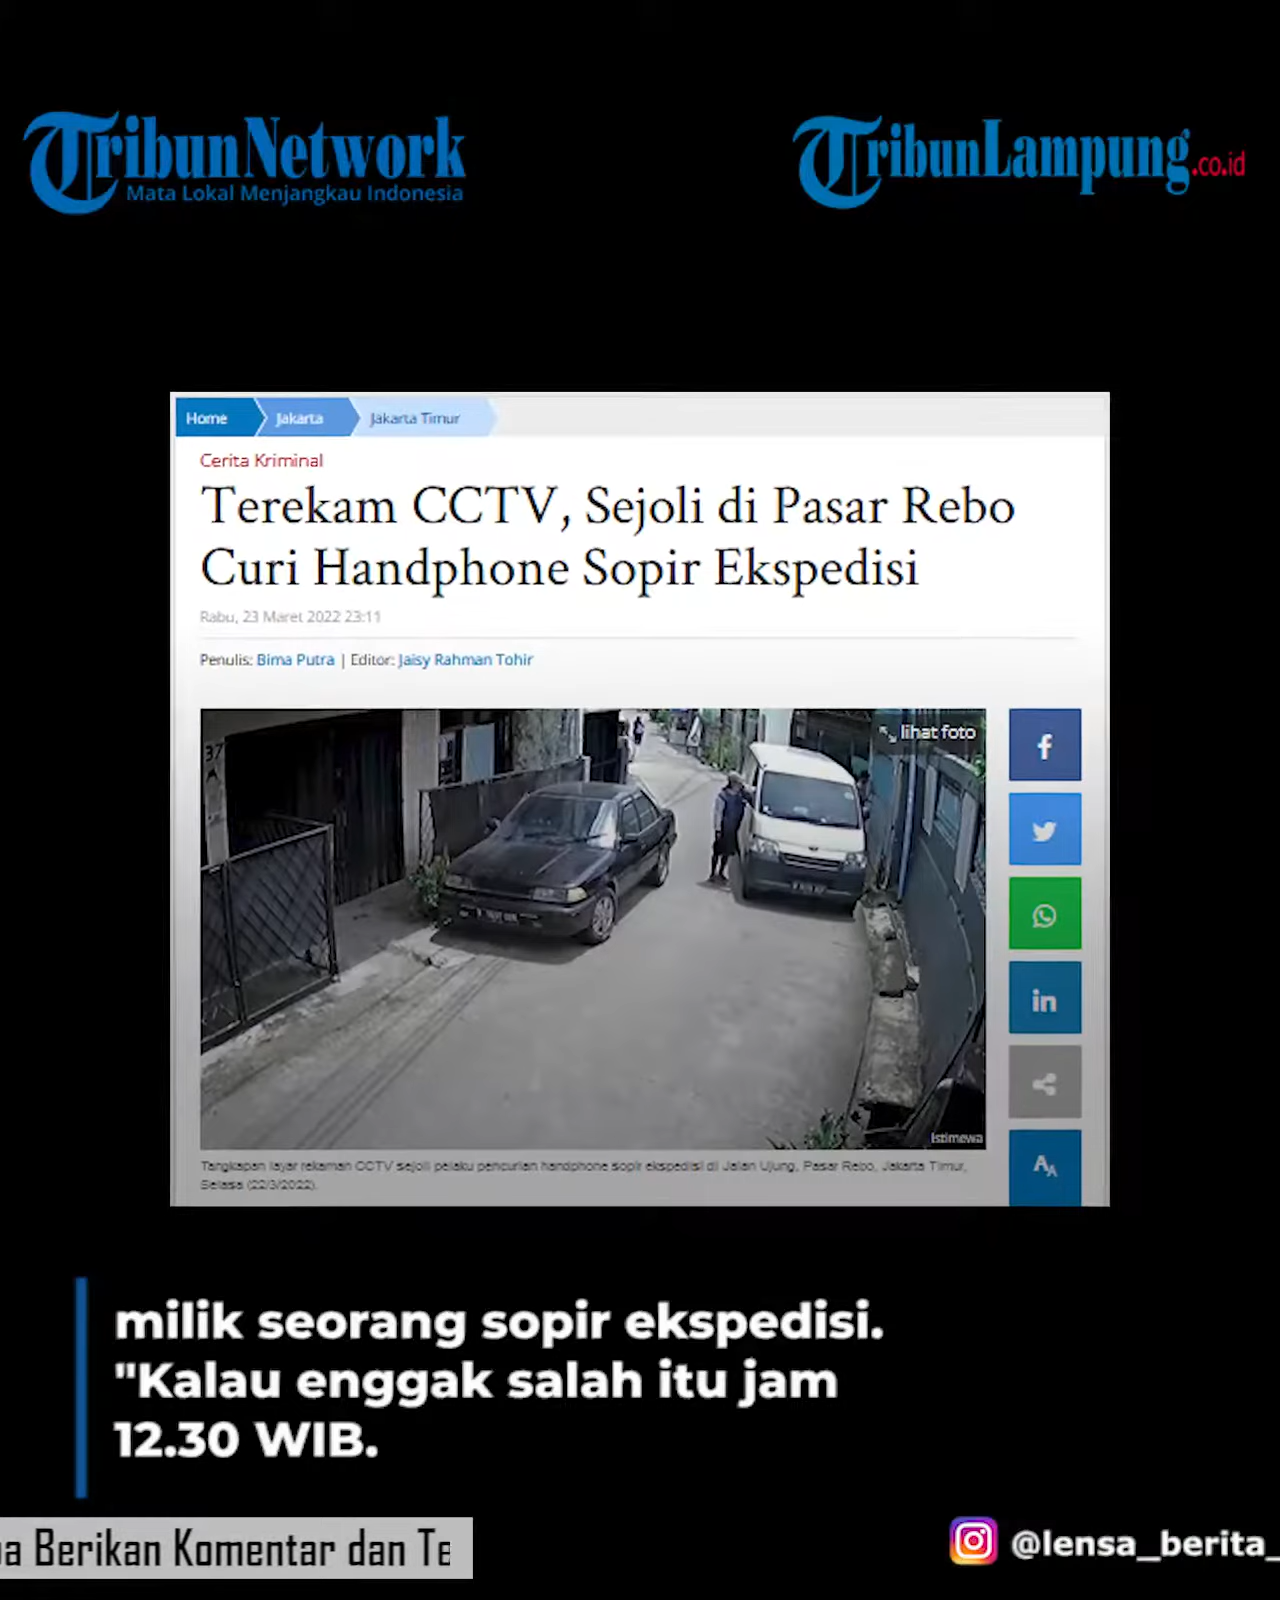 TribunNetwork
Mata Lokal Menjangkau Indonesia
TribunLampung.co.id
Home Jakarta Jakarta Timur
Cerita Kriminal
Terekam CCTV, Sejoli di Pasar Rebo
Curi Handphone Sopir Ekspedisi
Rabu, 23 Maret 2022 23:11
Penulis: Bima Putra | Editor: Jaisy Rahman Tohir
lihat foto
37
Istimewa
Tangkapan layar rekaman CCTV sejoli pelaku pencurian handphone sopir ekspedisi di Jalan Ujung, Pasar Rebo, Jakarta Timur,
Selasa (22/3/2022).
f
in
AA
milik seorang sopir ekspedisi.
"Kalau enggak salah itu jam
12.30 WIB.
a Berikan Komentar dan Te
@lensa_berita_